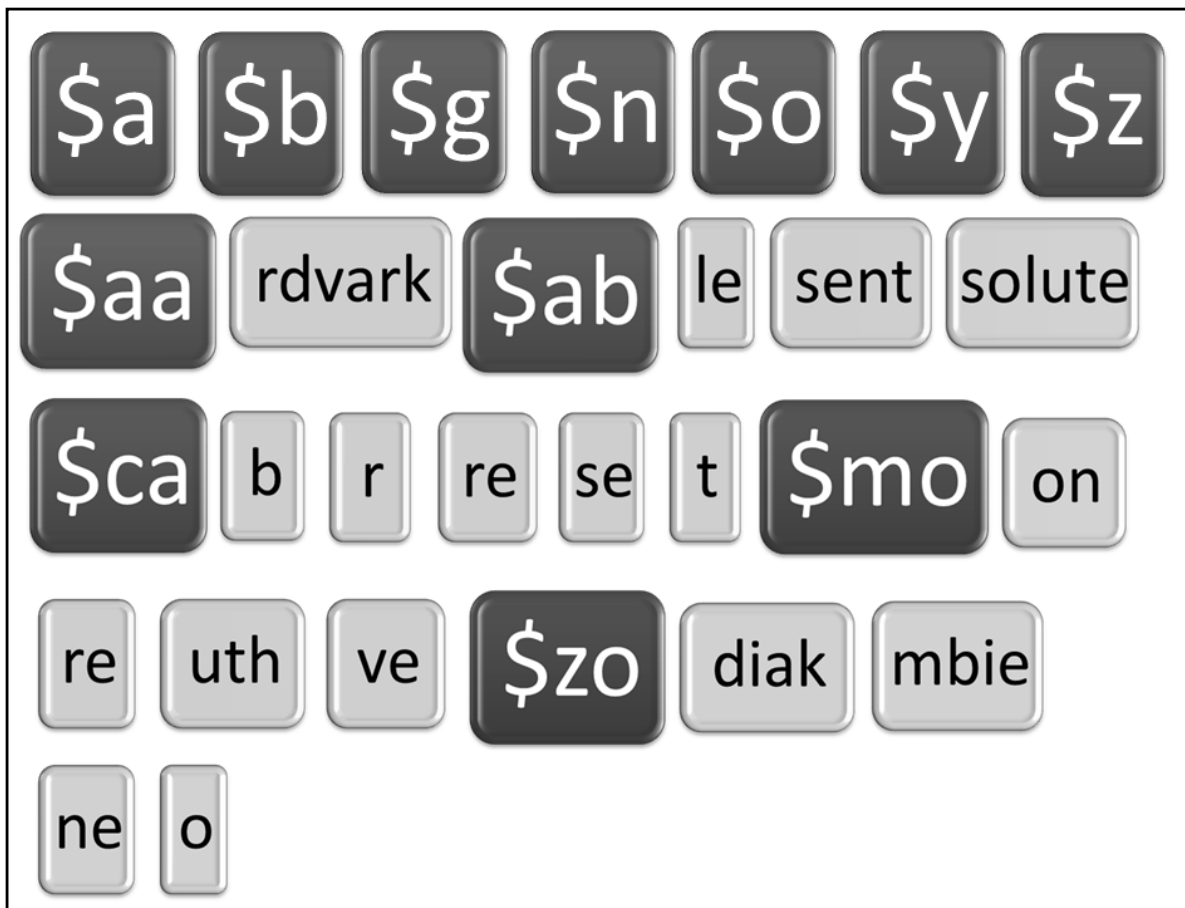 $a $b $g $n $o $y $z
$aa rdvark $ab le sent solute
$ca b r re se t $mo on
re uth ve $zo diak mbie
ne o